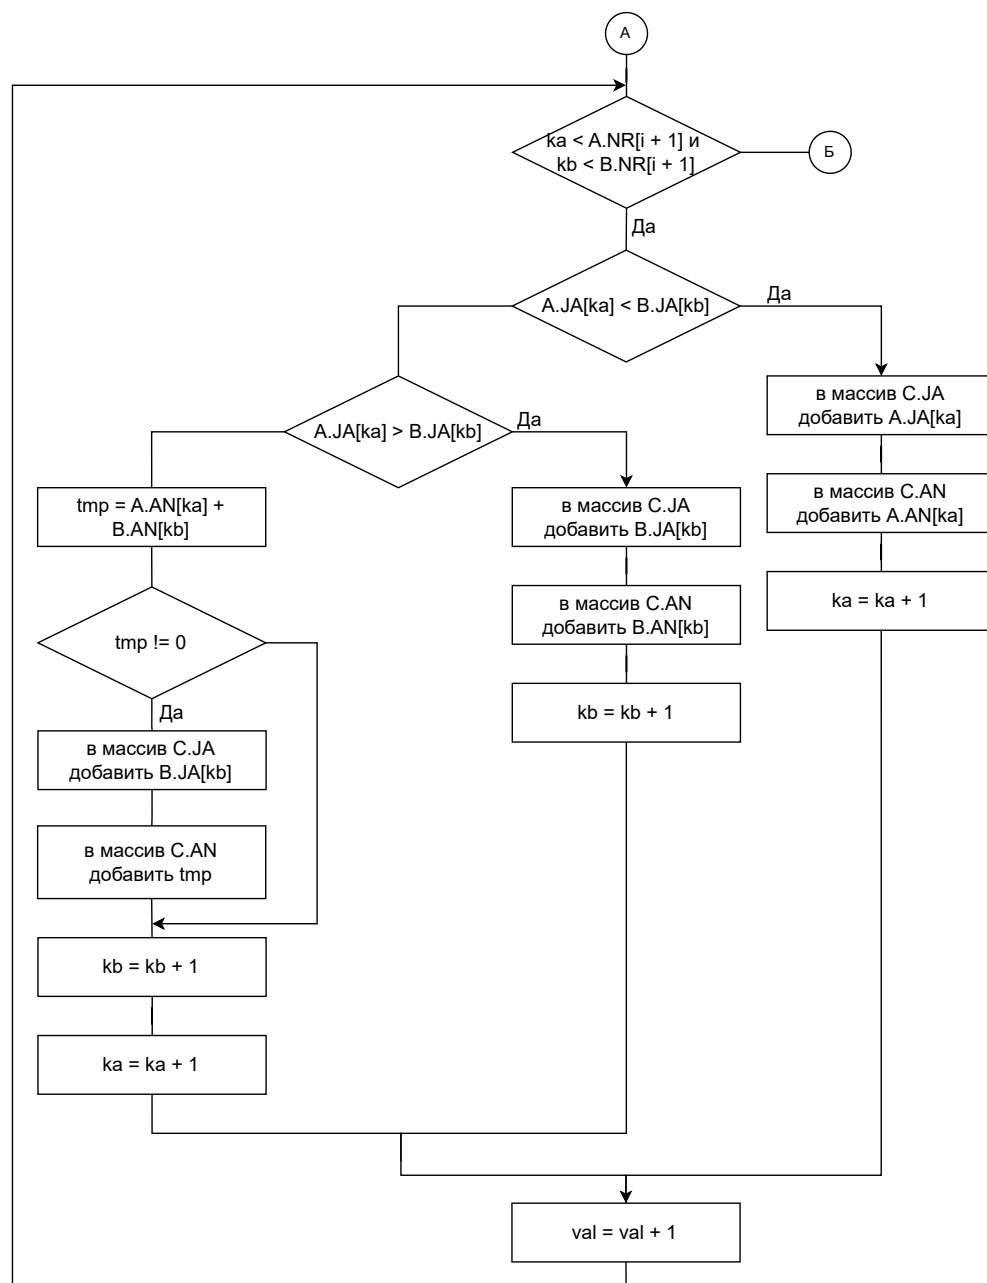 А
ka < A.NR[i + 1] и
kb < B.NR[i + 1]
Б
Да
A.JA[ka] < B.JA[kb]
Да
в массив C.JA
добавить A.JA[ka]
A.JA[ka] > B.JA[kb]
Да
в массив C.AN
добавить A.AN[ka]
tmp = A.AN[ka] +
B.AN[kb]
в массив C.JA
добавить B.JA[kb]
ka = ka + 1
в массив C.AN
добавить B.AN[kb]
tmp != 0
kb = kb + 1
Да
в массив C.JA
добавить B.JA[kb]
в массив C.AN
добавить tmp
kb = kb + 1
ka = ka + 1
val = val + 1